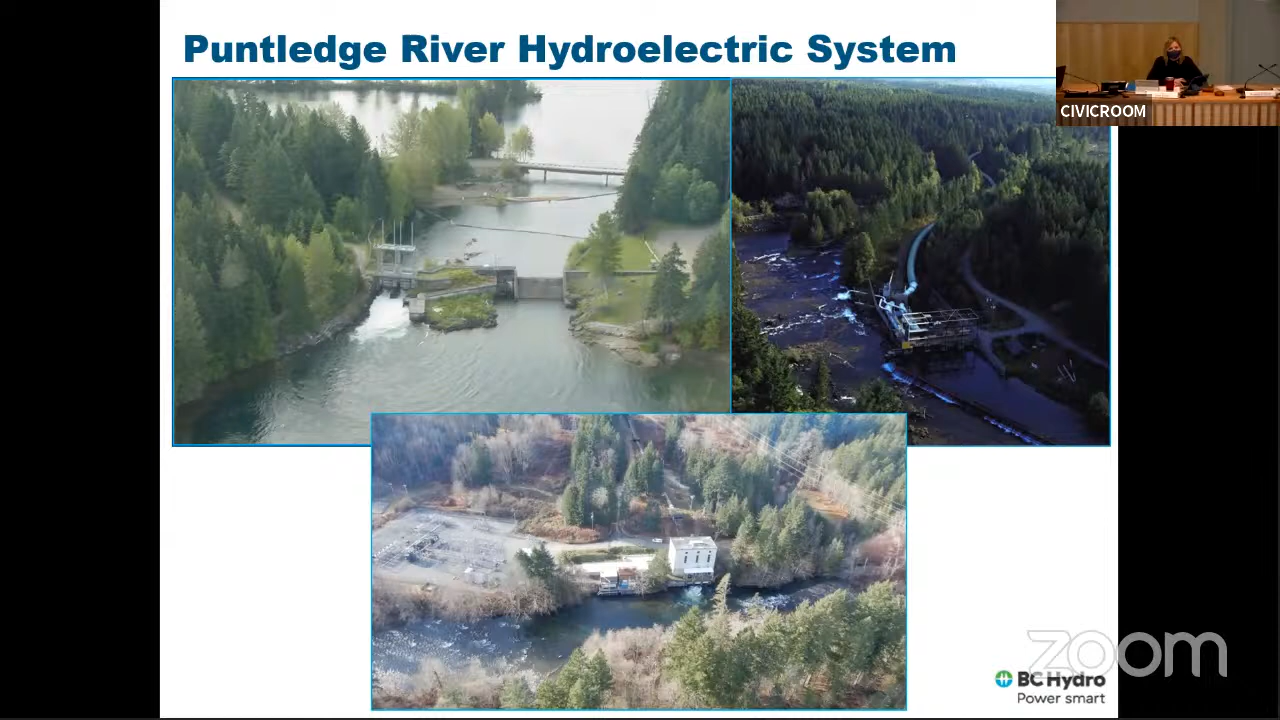 Puntledge River Hydroelectric System
CIVICROOM
zoom
BC Hydro
Power smart